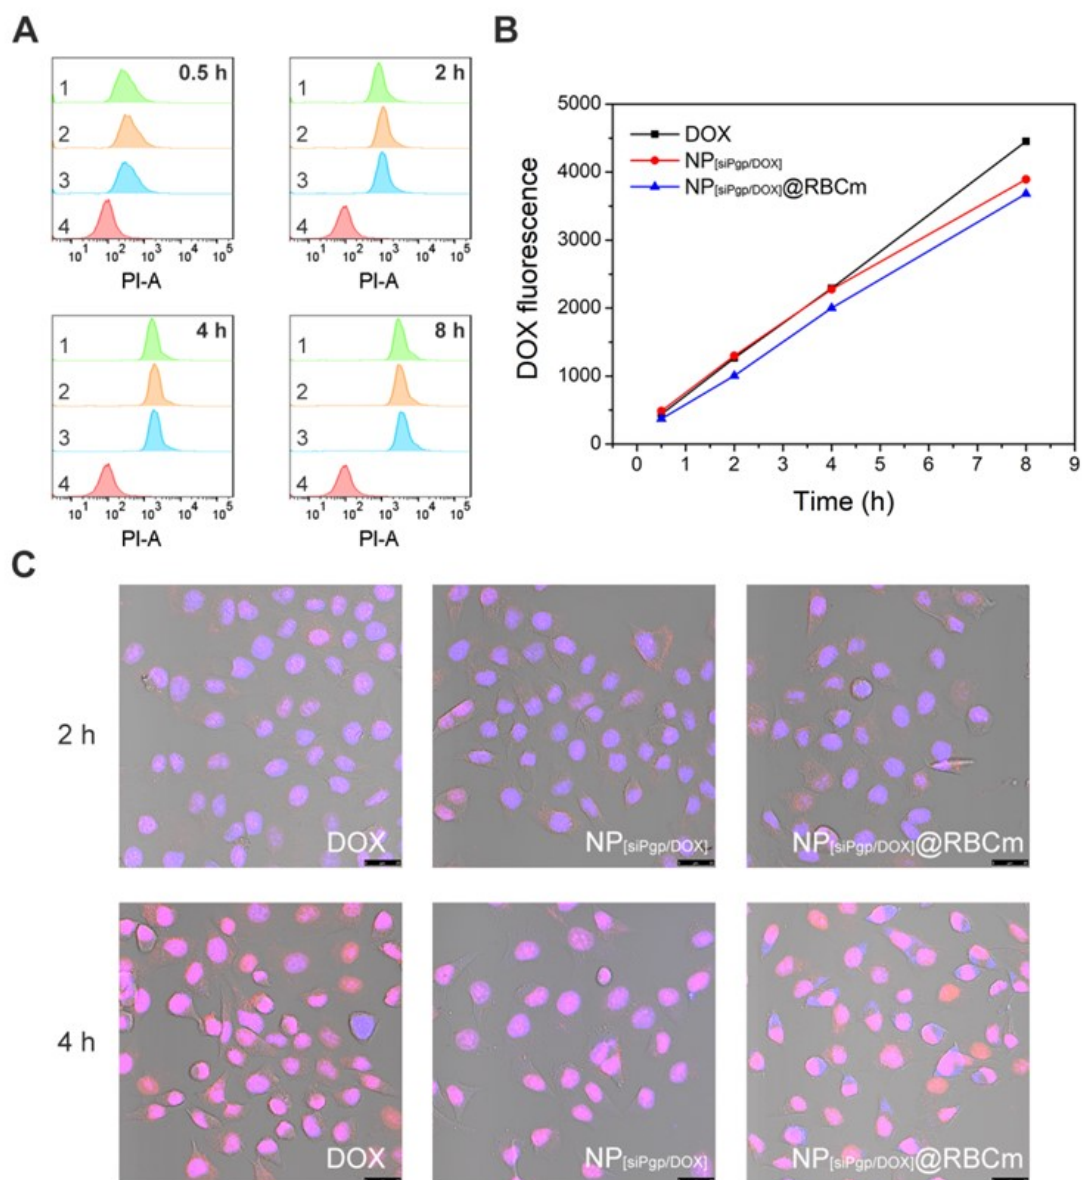 A
0.5 h
1
2
3
4
10¹ 10² 10³ 10⁴ 10⁵
PI-A
2 h
1
2
3
4
10¹ 10² 10³ 10⁴ 10⁵
PI-A
4 h
1
2
3
4
10¹ 10² 10³ 10⁴ 10⁵
PI-A
8 h
1
2
3
4
10¹ 10² 10³ 10⁴ 10⁵
PI-A
B
DOX fluorescence
5000
4000
3000
2000
1000
0
DOX
NP[siPgp/DOX]
NP[siPgp/DOX]@RBCm
0 1 2 3 4 5 6 7 8 9
Time (h)
C
2 h
DOX
NP[siPgp/DOX]
NP[siPgp/DOX]@RBCm
4 h
DOX
NP[siPgp/DOX]
NP[siPgp/DOX]@RBCm